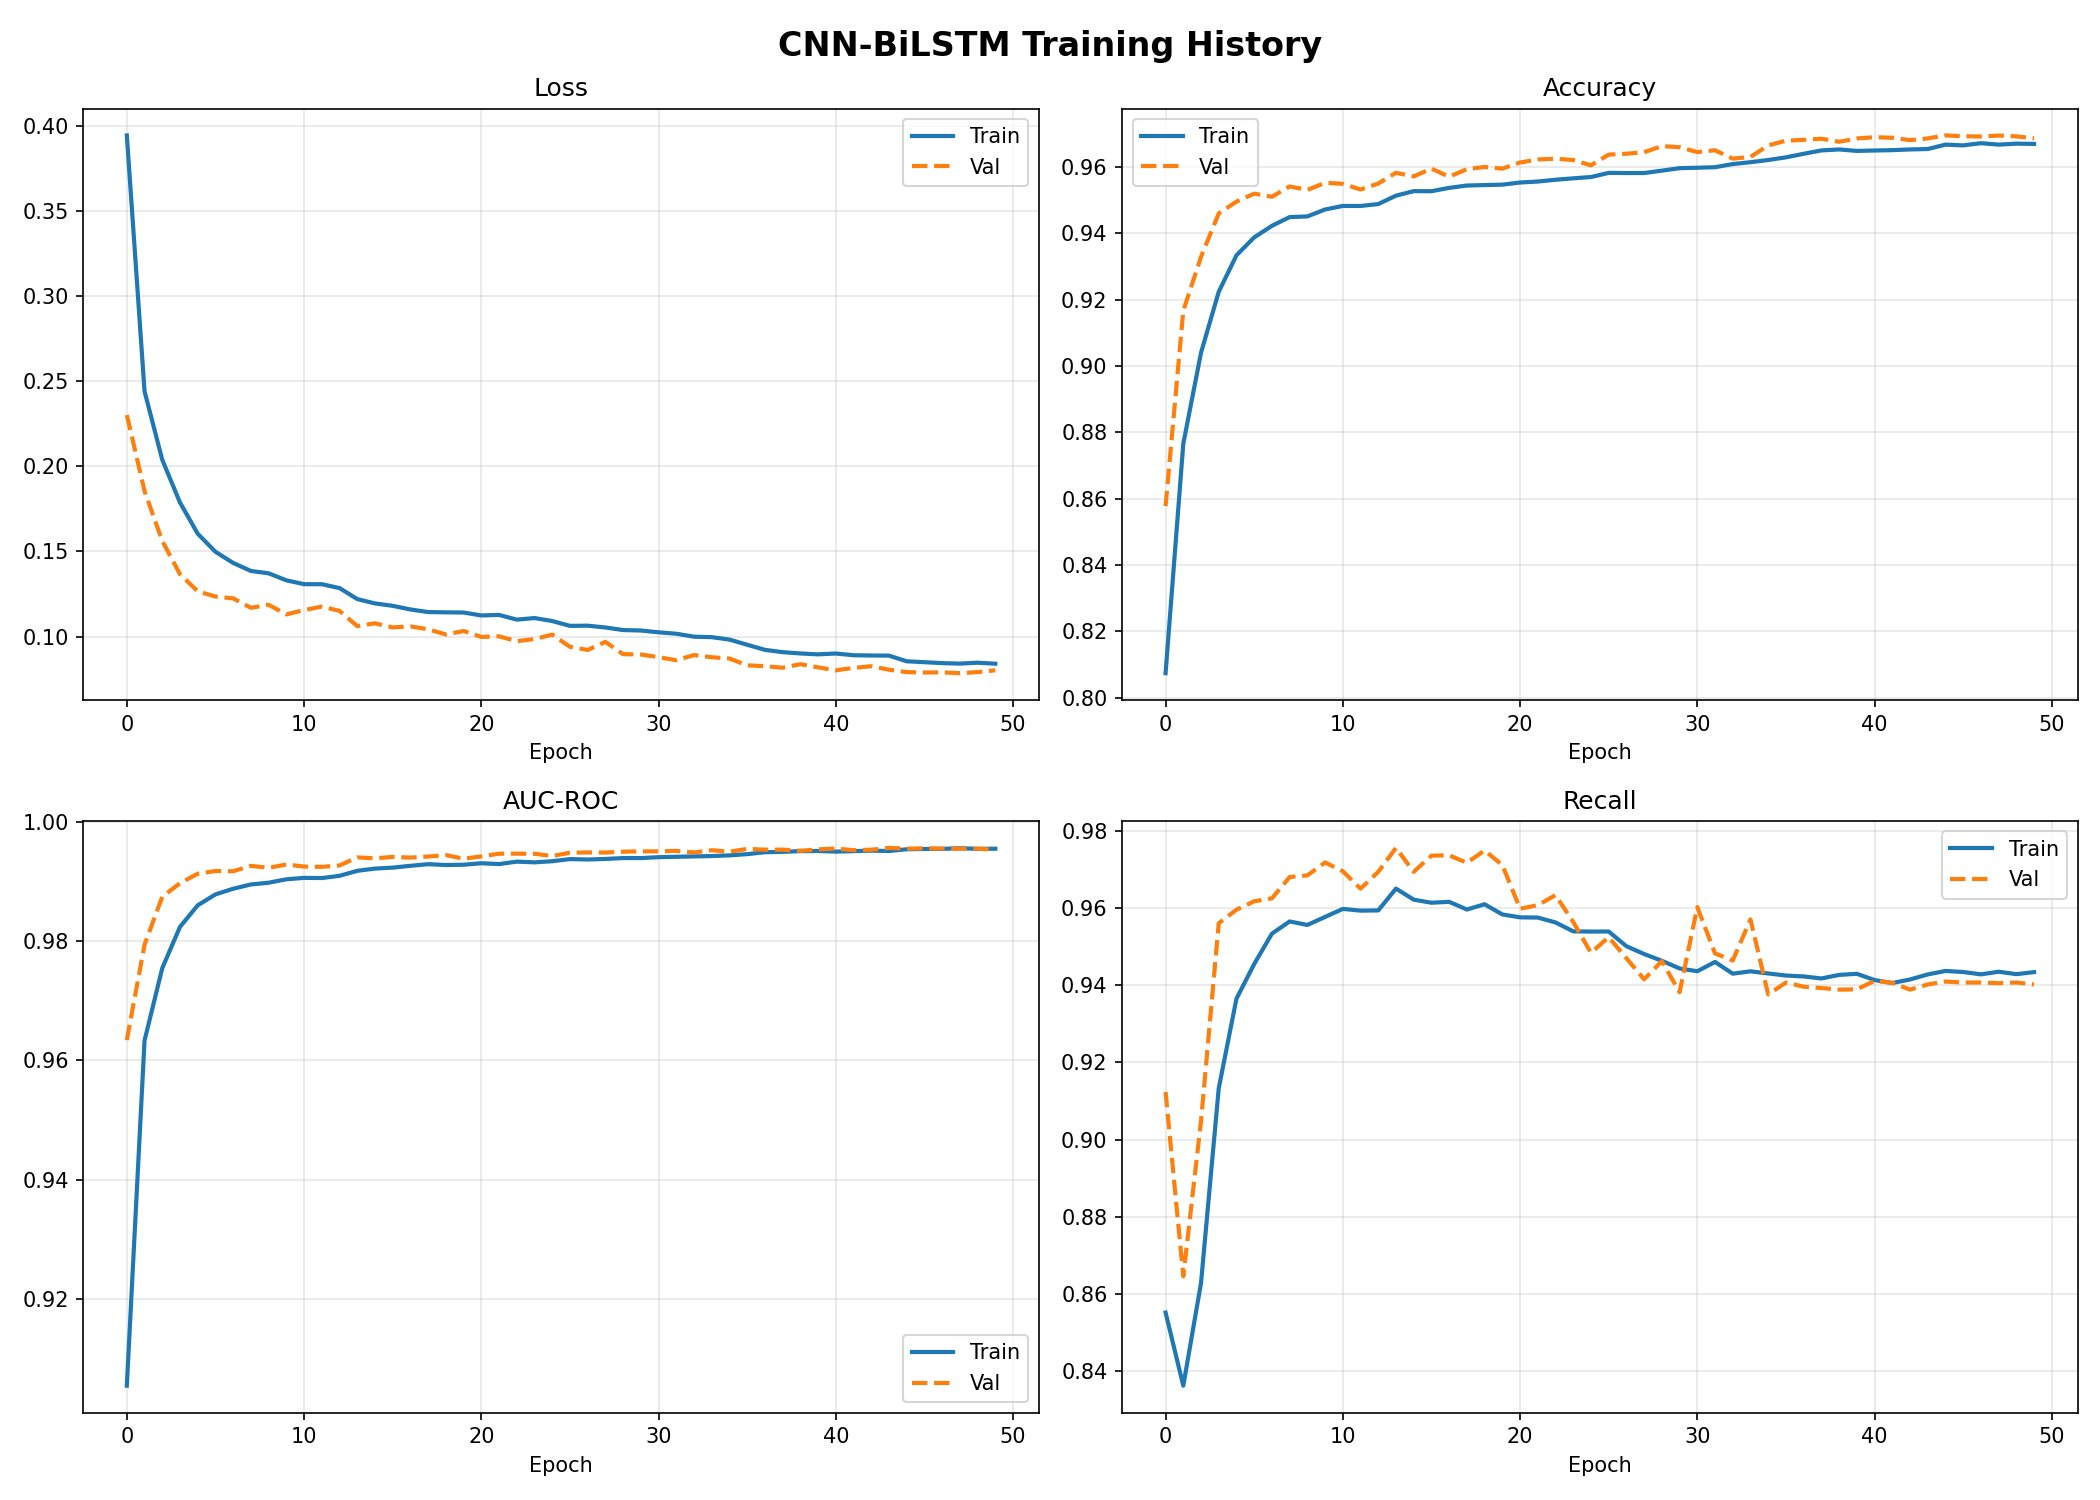 CNN-BiLSTM Training History
Loss
0.40
0.35
0.30
0.25
0.20
0.15
0.10
Train
Val
0 10 20 30 40 50
Epoch
Accuracy
0.96
0.94
0.92
0.90
0.88
0.86
0.84
0.82
0.80
Train
Val
0 10 20 30 40 50
Epoch
AUC-ROC
1.00
0.98
0.96
0.94
0.92
Train
Val
0 10 20 30 40 50
Epoch
Recall
0.98
0.96
0.94
0.92
0.90
0.88
0.86
0.84
Train
Val
0 10 20 30 40 50
Epoch